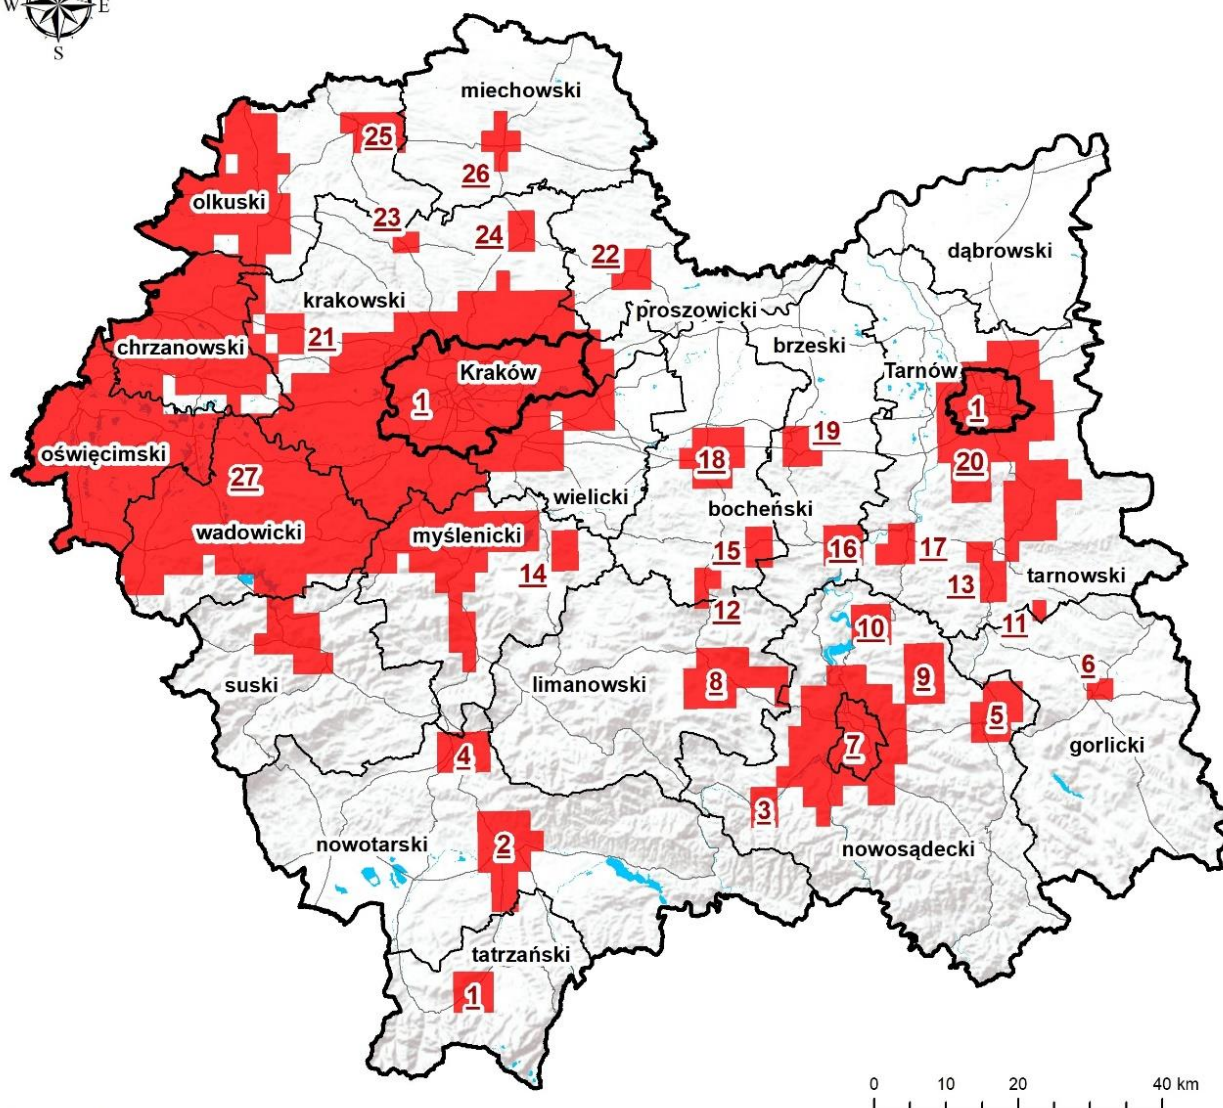 W E
S
miechowski
25
26
olkuski
23
24
22
dąbrowski
krakowski
proszowicki
21
chrzanowski
brzeski
Kraków
Tarnów
1
1
19
oświęcimski
18
20
27
wielicki
bocheński
wadowicki
myślenicki
15
16
17
14
13
tarnowski
12
11
10
6
suski
limanowski
8
9
5
4
7
gorlicki
3
2
nowotarski
nowosądecki
tatrzański
1
0 10 20 40 km